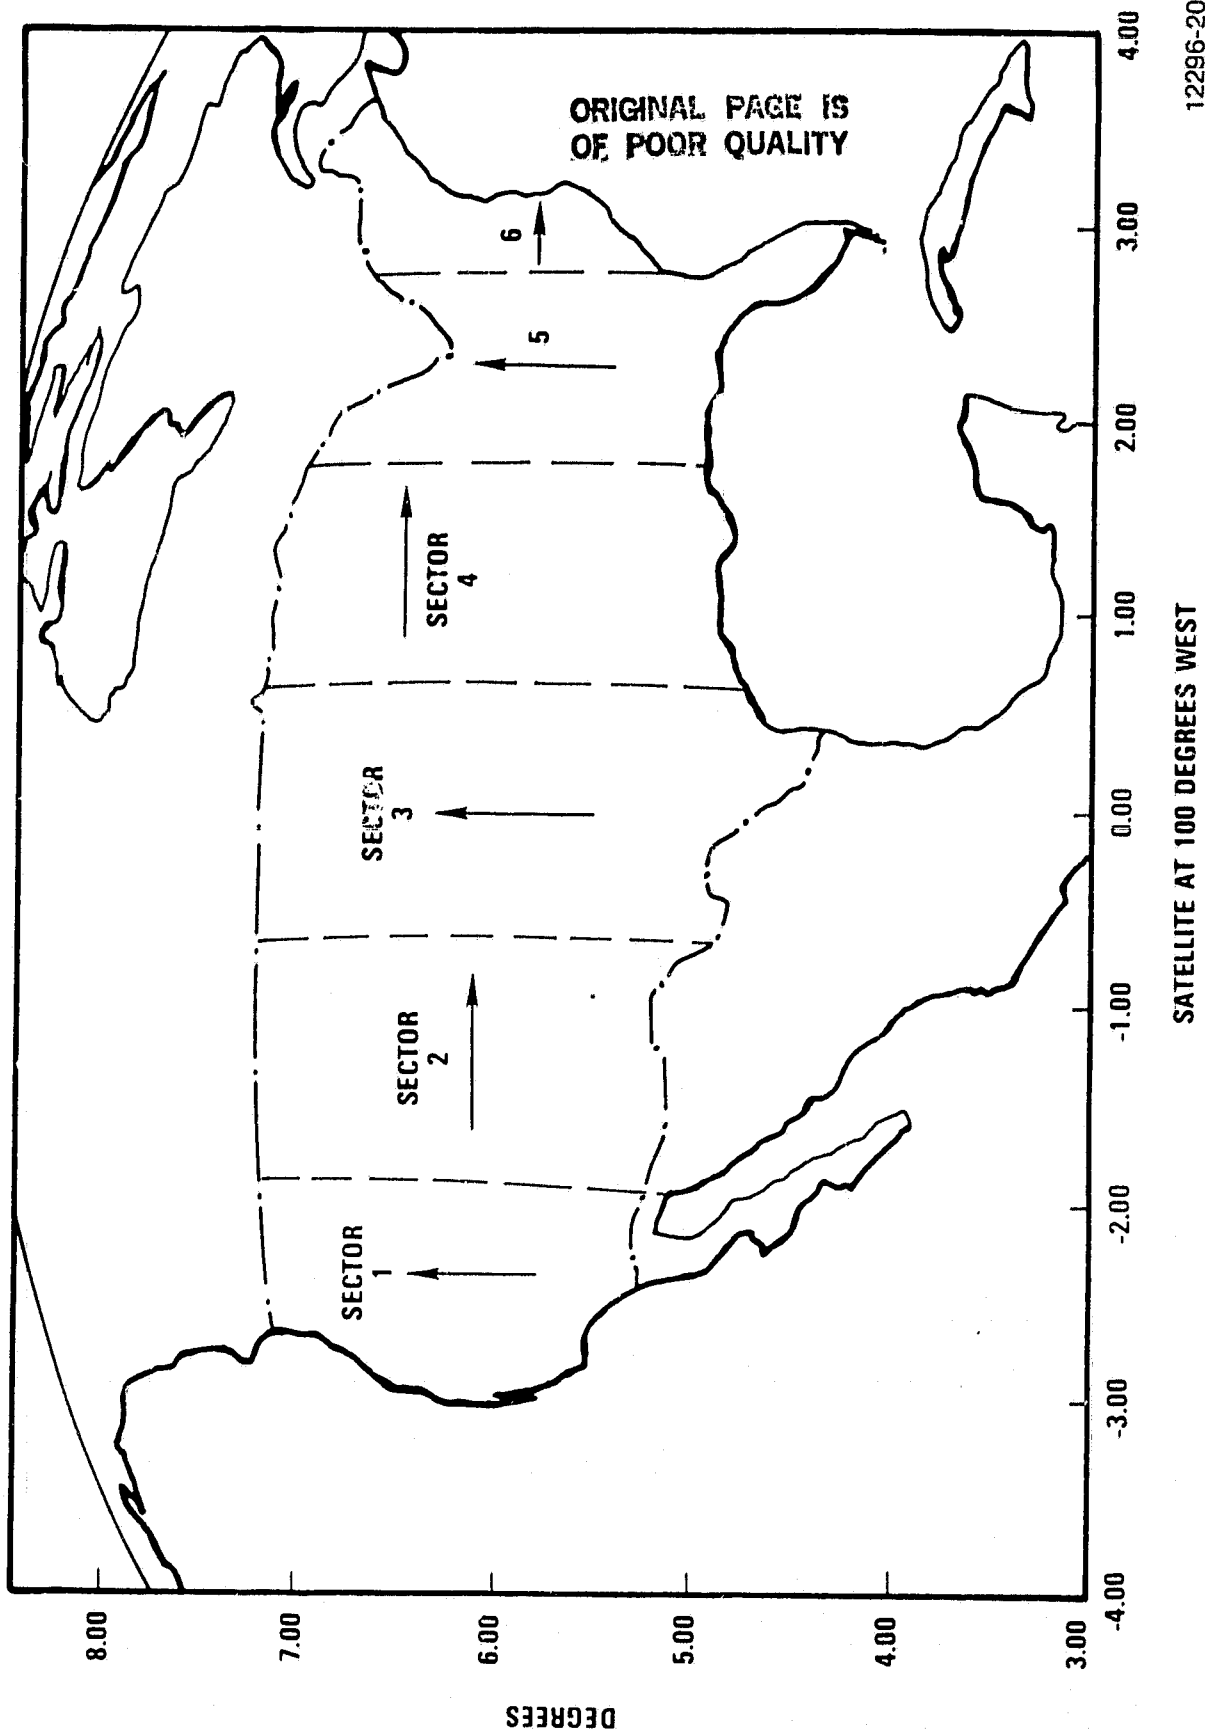 ORIGINAL PAGE IS
OF POOR QUALITY
8.00
7.00
6.00
5.00
4.00
3.00
DEGREES
SECTOR
1
SECTOR
2
SECTOR
3
SECTOR
4
5
6
-4.00
-3.00
-2.00
-1.00
0.00
1.00
2.00
3.00
4.00
SATELLITE AT 100 DEGREES WEST
12296-20